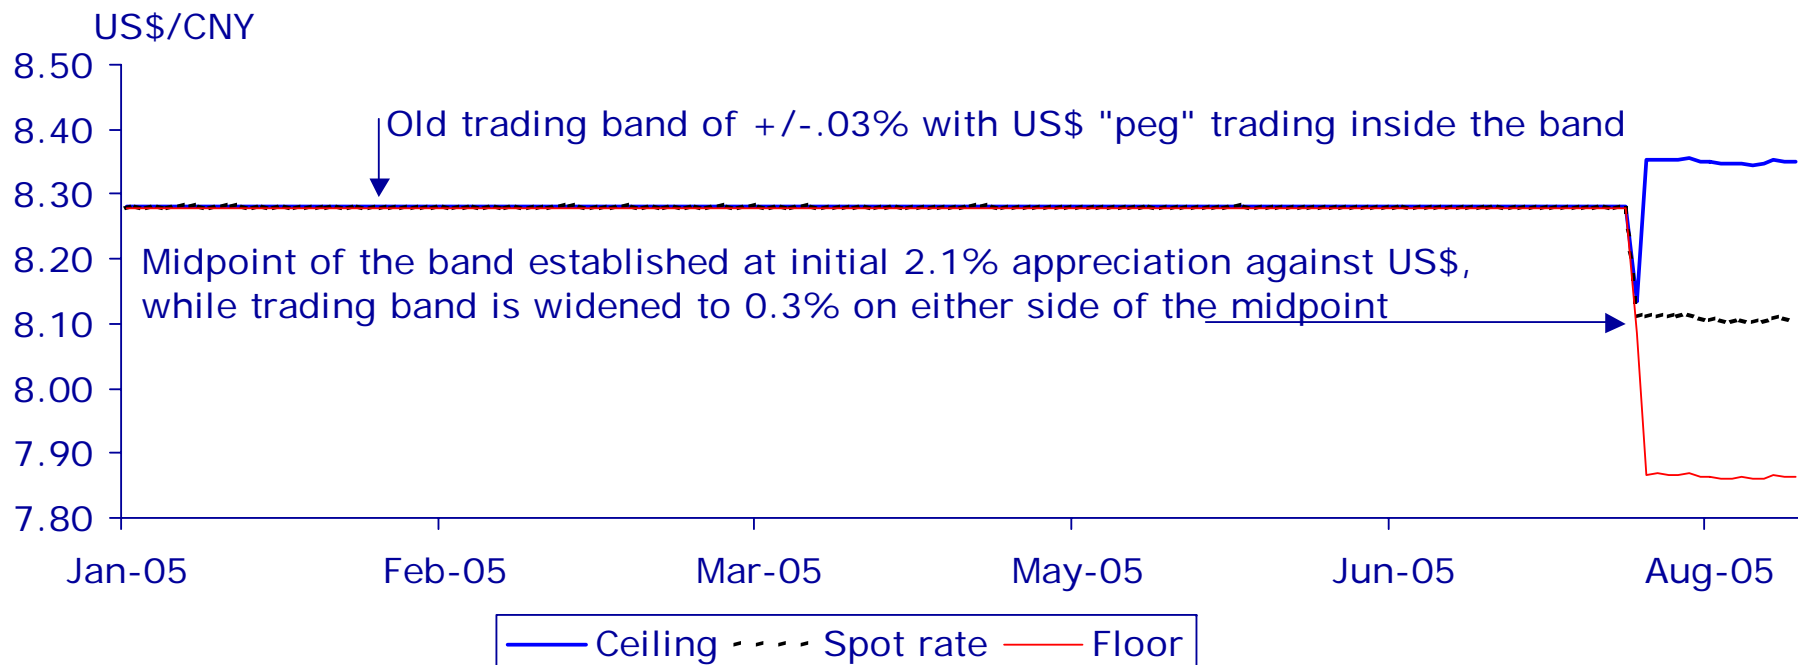 US$/CNY
8.50
8.40
Old trading band of +/-.03% with US$ "peg" trading inside the band
8.30
8.20
Midpoint of the band established at initial 2.1% appreciation against US$,
while trading band is widened to 0.3% on either side of the midpoint
8.10
8.00
7.90
7.80
Jan-05 Feb-05 Mar-05 May-05 Jun-05 Aug-05
Ceiling Spot rate Floor